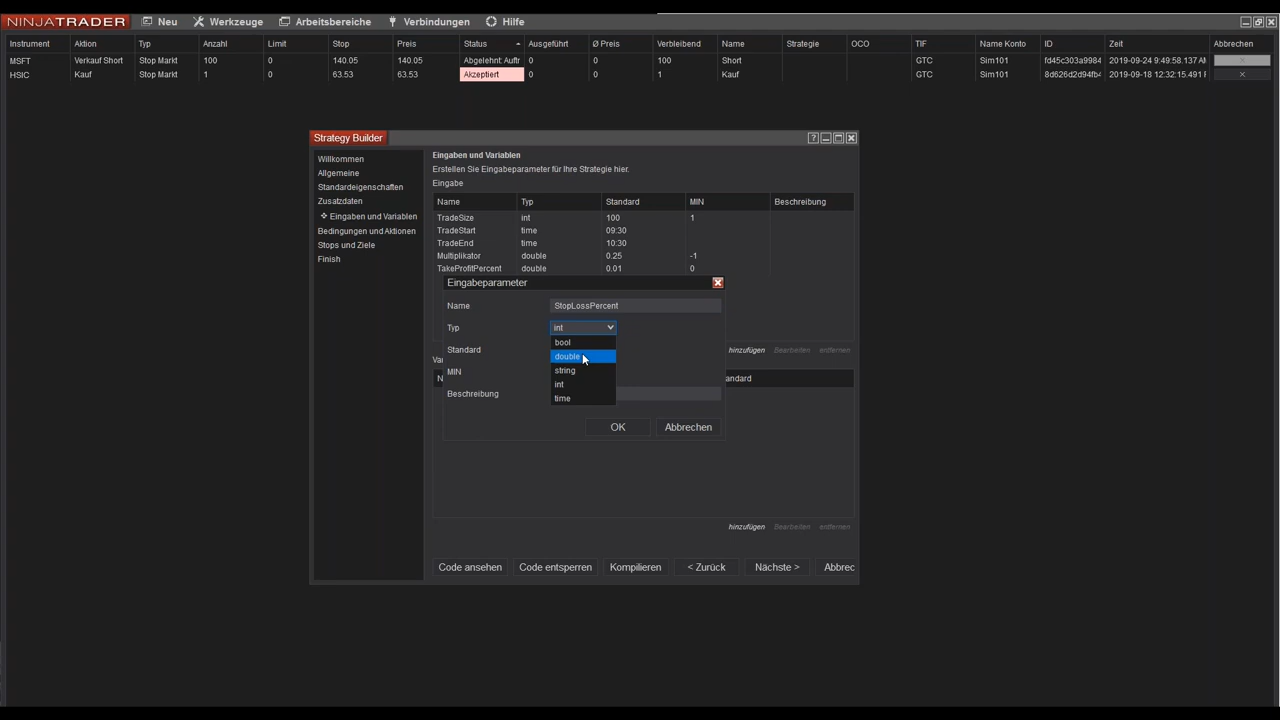 NINJATRADER Neu Werkzeuge Arbeitsbereiche Verbindungen Hilfe
Instrument Aktion Typ Anzahl Limit Stop Preis Status Ausgeführt Ø Preis Verbleibend Name Strategie OCO TIF Name Konto ID Zeit Abbrechen
MSFT Verkauf Short Stop Markt 100 0 140.05 140.05 Abgelehnt: Auftr 0 0 100 Short GTC Sim101 fd45c303a9984 2019-09-24 9:49:58.137 AM
HSIC Kauf Stop Markt 1 0 63.53 63.53 Akzeptiert 0 0 1 Kauf GTC Sim101 8d626d2d94fb4 2019-09-18 12:32:15.491 P
Strategy Builder
Willkommen
Allgemeine
Standardeigenschaften
Zusatzdaten
Eingaben und Variablen
Bedingungen und Aktionen
Stops und Ziele
Finish
Eingaben und Variablen
Erstellen Sie Eingabeparameter für Ihre Strategie hier.
Eingabe
Name Typ Standard MIN Beschreibung
TradeSize int 100 1
TradeStart time 09:30
TradeEnd time 10:30
Multiplikator double 0.25 -1
TakeProfitPercent double 0.01 0
Eingabeparameter
Name StopLossPercent
Typ int
bool
Standard
double
string
MIN
int
Beschreibung
time
OK Abbrechen
hinzufügen Bearbeiten entfernen
Va
N andard
hinzufügen Bearbeiten entfernen
Code ansehen Code entsperren Kompilieren < Zurück Nächste > Abbrec